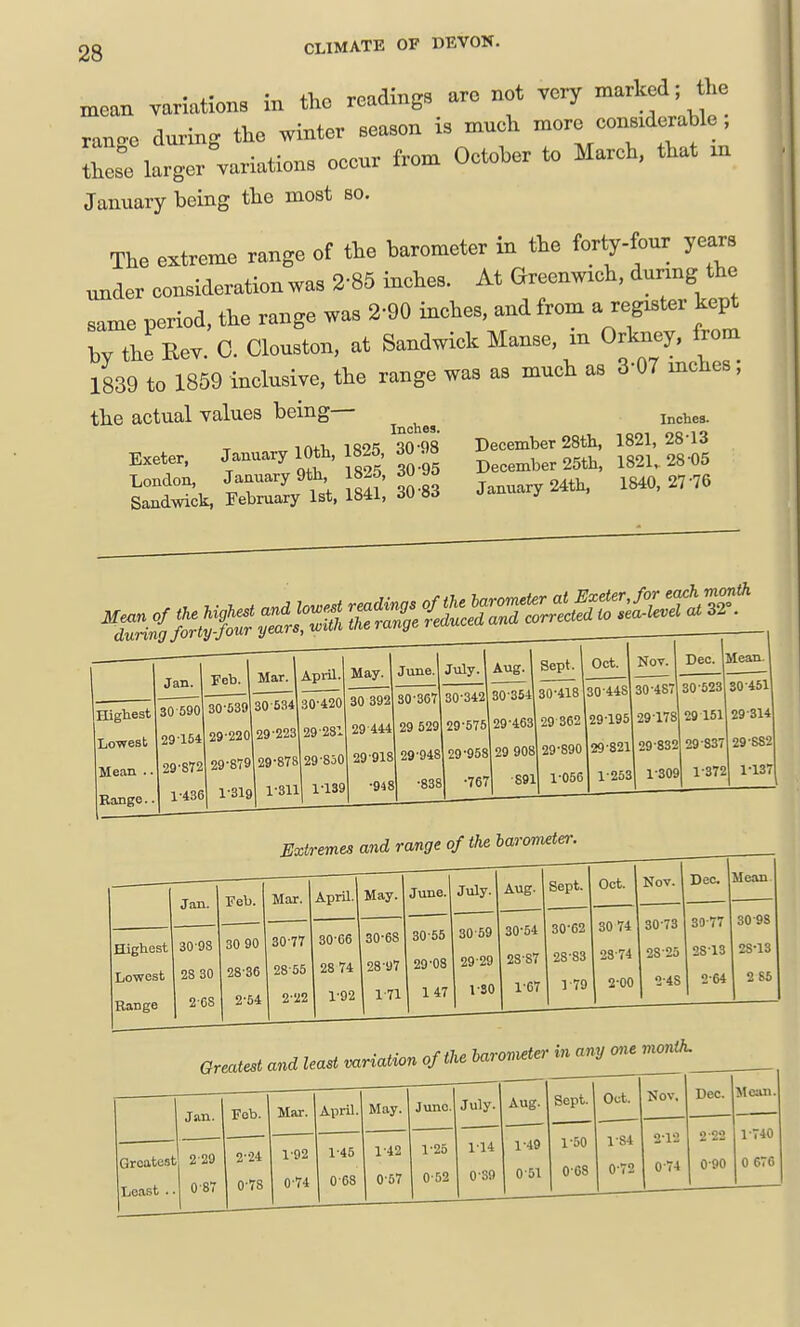 28 CLIMATE OF DEVON.
mean variations in the readings are not very marked; the
range during the winter season is much more considerable;
these larger variations occur from October to March, that in
January being the most so.
The extreme range of the barometer in the forty-four years
under consideration was 2·85 inches. At Greenwich, during the
same period, the range was 2·90 inches, and from a register kept
by the Rev. C. Clouston, at Sandwick Manse, in Orkney, from
1839 to 1859 inclusive, the range was as much as 3·07 inches;
the actual values being—
Inches. Inches.
Exeter, January 10th, 1825, 30·98 December 28th, 1821, 28·13
London, January 9th, 1825, 30·95 December 25th, 1821, 28·05
Sandwick, February 1st, 1841, 30·83 January 24th, 1840, 27·76
Mean of the highest and lowest readings of the barometer at Exeter, for each month
during forty-four years, with the range reduced and corrected to sea-level at 32°.
Jan. Feb. Mar. April. May. June. July. Aug. Sept. Oct. Nov. Dec. Mean.
Highest 30·590 30·539 30·534 30·420 30·392 30·367 30·342 30·354 30·418 30·448 30·487 30·523 30·451
Lowest 29·154 29·220 29·223 29·281 29·444 29·529 29·575 29·463 29·362 29·195 29·178 29·151 29·314
Mean .. 29·872 29·879 29·878 29·850 29·918 29·948 29·958 29·908 29·890 29·821 29·832 29·837 29·882
Range.. 1·436 1·319 1·311 1·139 ·948 ·838 ·767 ·891 1·056 1·253 1·309 1·372 1·137
Extremes and range of the barometer.
Jan. Feb. Mar. April. May. June. July. Aug. Sept. Oct. Nov. Dec. Mean.
Highest 30·98 30·90 30·77 30·66 30·68 30·55 30·59 30·54 30·62 30·74 30·73 30·77 30·98
Lowest 28·30 28·36 28·55 28·74 28·97 29·08 29·29 28·87 28·83 28·74 28·25 28·13 28·13
Range 2·68 2·54 2·22 1·92 1·71 1·47 1·30 1·67 1·79 2·00 2·48 2·64 2·85
Greatest and least variation of the barometer in any one month.
Jan. Feb. Mar. April. May. June. July. Aug. Sept. Oct. Nov. Dec. Mean.
Greatest 2·29 2·24 1·92 1·45 1·42 1·25 1·14 1·49 1·50 1·84 2·12 2·22 1·740
Least .. 0·87 0·78 0·74 0·68 0·57 0·52 0·39 0·51 0·68 0·72 0·74 0·90 0·676